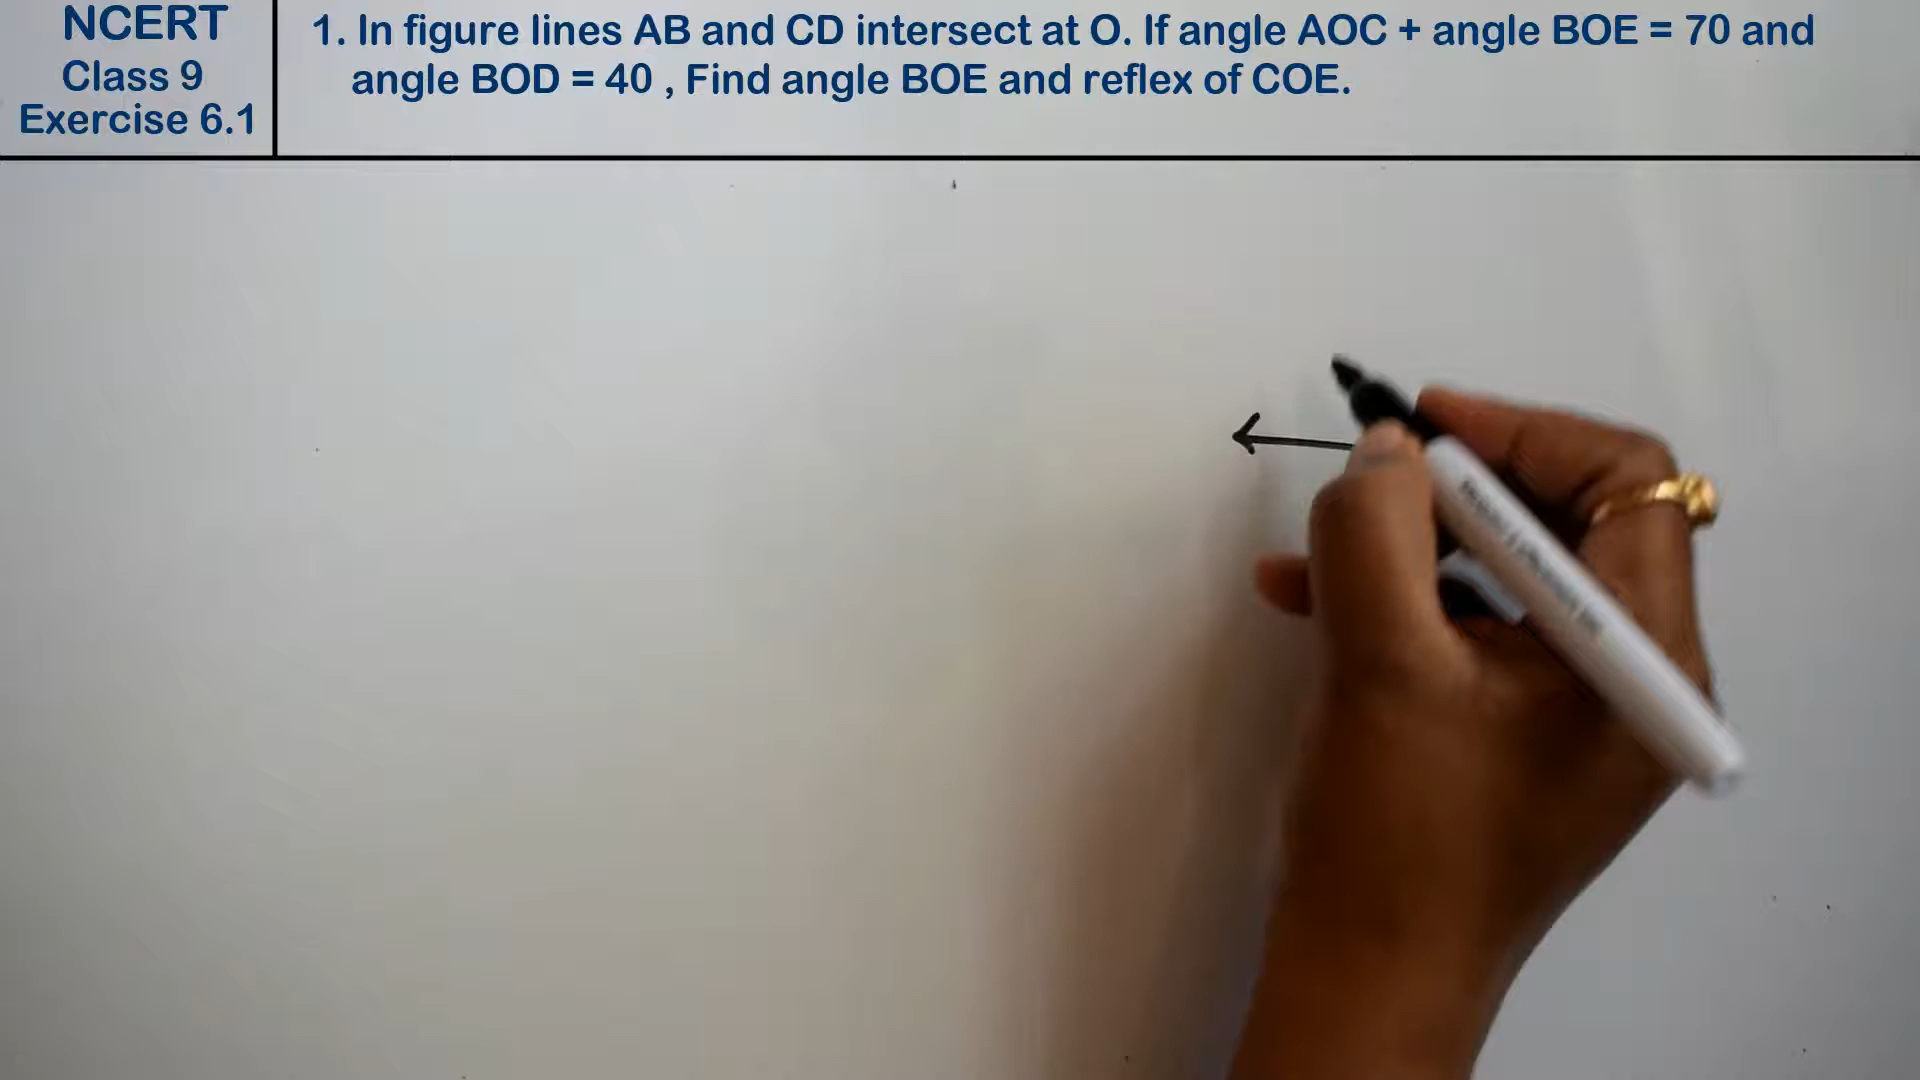 NCERT
Class 9
Exercise 6.1
1. In figure lines AB and CD intersect at O. If angle AOC + angle BOE = 70 and
angle BOD = 40 , Find angle BOE and reflex of COE.